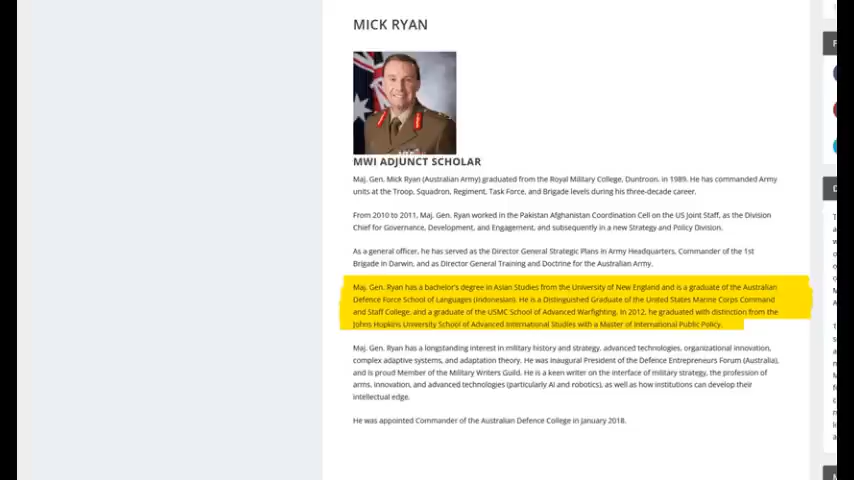 MICK RYAN
MWI ADJUNCT SCHOLAR
Maj. Gen. Mick Ryan (Australian Army) graduated from the Royal Military College, Duntroon, in 1989. He has commanded Army
units at the Troop, Squadron, Regiment, Task Force, and Brigade levels during his three-decade career.
From 2010 to 2011, Maj. Gen. Ryan worked in the Pakistan Afghanistan Coordination Cell on the US Joint Staff, as the Division
Chief for Governance, Development, and Engagement, and subsequently in a new Strategy and Policy Division.
As a general officer, he has served as the Director General Strategic Plans in Army Headquarters, Commander of the 1st
Brigade in Darwin, and as Director General Training and Doctrine for the Australian Army.
Maj. Gen. Ryan has a bachelor's degree in Asian Studies from the University of New England and is a graduate of the Australian
Defence Force School of Languages (Indonesian). He is a Distinguished Graduate of the United States Marine Corps Command
and Staff College, and a graduate of the USMC School of Advanced Warfighting. In 2012, he graduated with distinction from the
Johns Hopkins University School of Advanced International Studies with a Master of International Public Policy.
Maj. Gen. Ryan has a longstanding interest in military history and strategy, advanced technologies, organizational innovation,
complex adaptive systems, and adaptation theory. He was inaugural President of the Defence Entrepreneurs Forum (Australia),
and is proud Member of the Military Writers Guild. He is a keen writer on the interface of military strategy, the profession of
arms, innovation, and advanced technologies (particularly AI and robotics), as well as how institutions can develop their
intellectual edge.
He was appointed Commander of the Australian Defence College in January 2018.